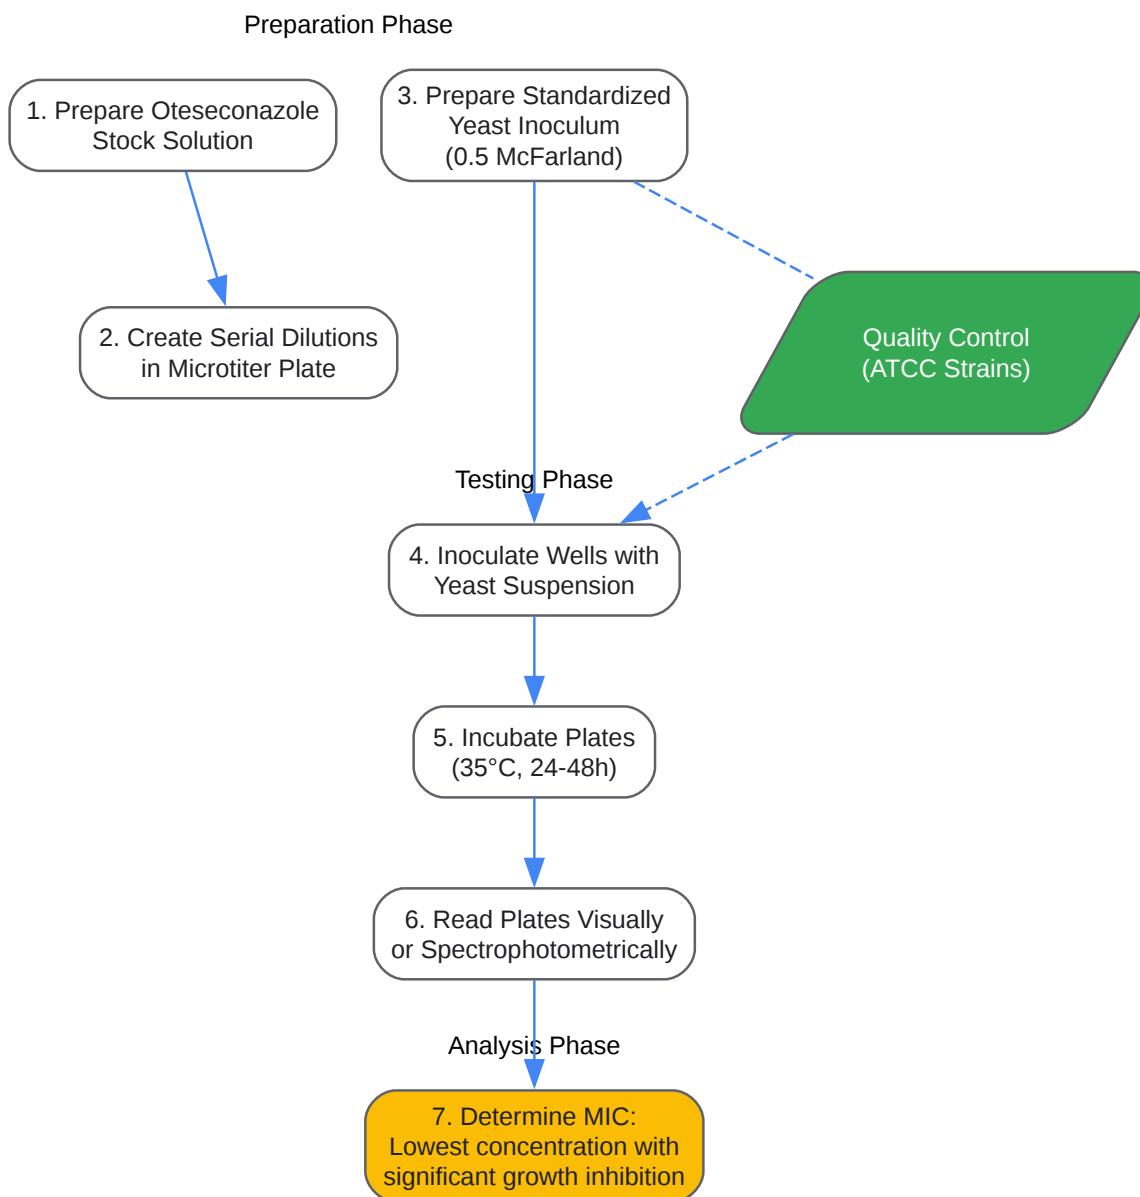 Preparation Phase
1. Prepare Oteseconazole
Stock Solution
3. Prepare Standardized
Yeast Inoculum
(0.5 McFarland)
2. Create Serial Dilutions
in Microtiter Plate
Quality Control
(ATCC Strains)
Testing Phase
4. Inoculate Wells with
Yeast Suspension
5. Incubate Plates
(35°C, 24-48h)
6. Read Plates Visually
or Spectrophotometrically
Analysis Phase
7. Determine MIC:
Lowest concentration with
significant growth inhibition